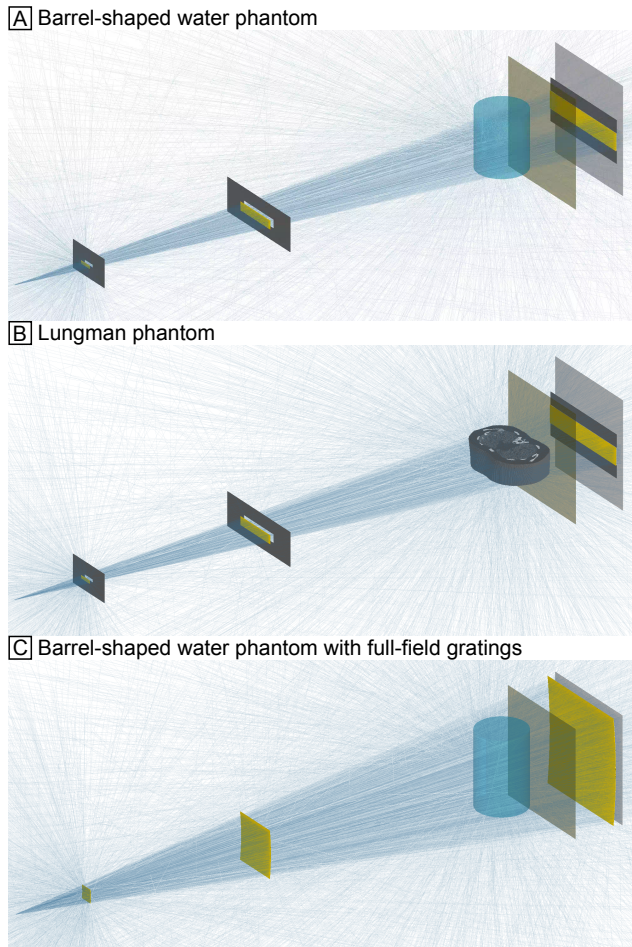 A Barrel-shaped water phantom
B Lungman phantom
C Barrel-shaped water phantom with full-field gratings